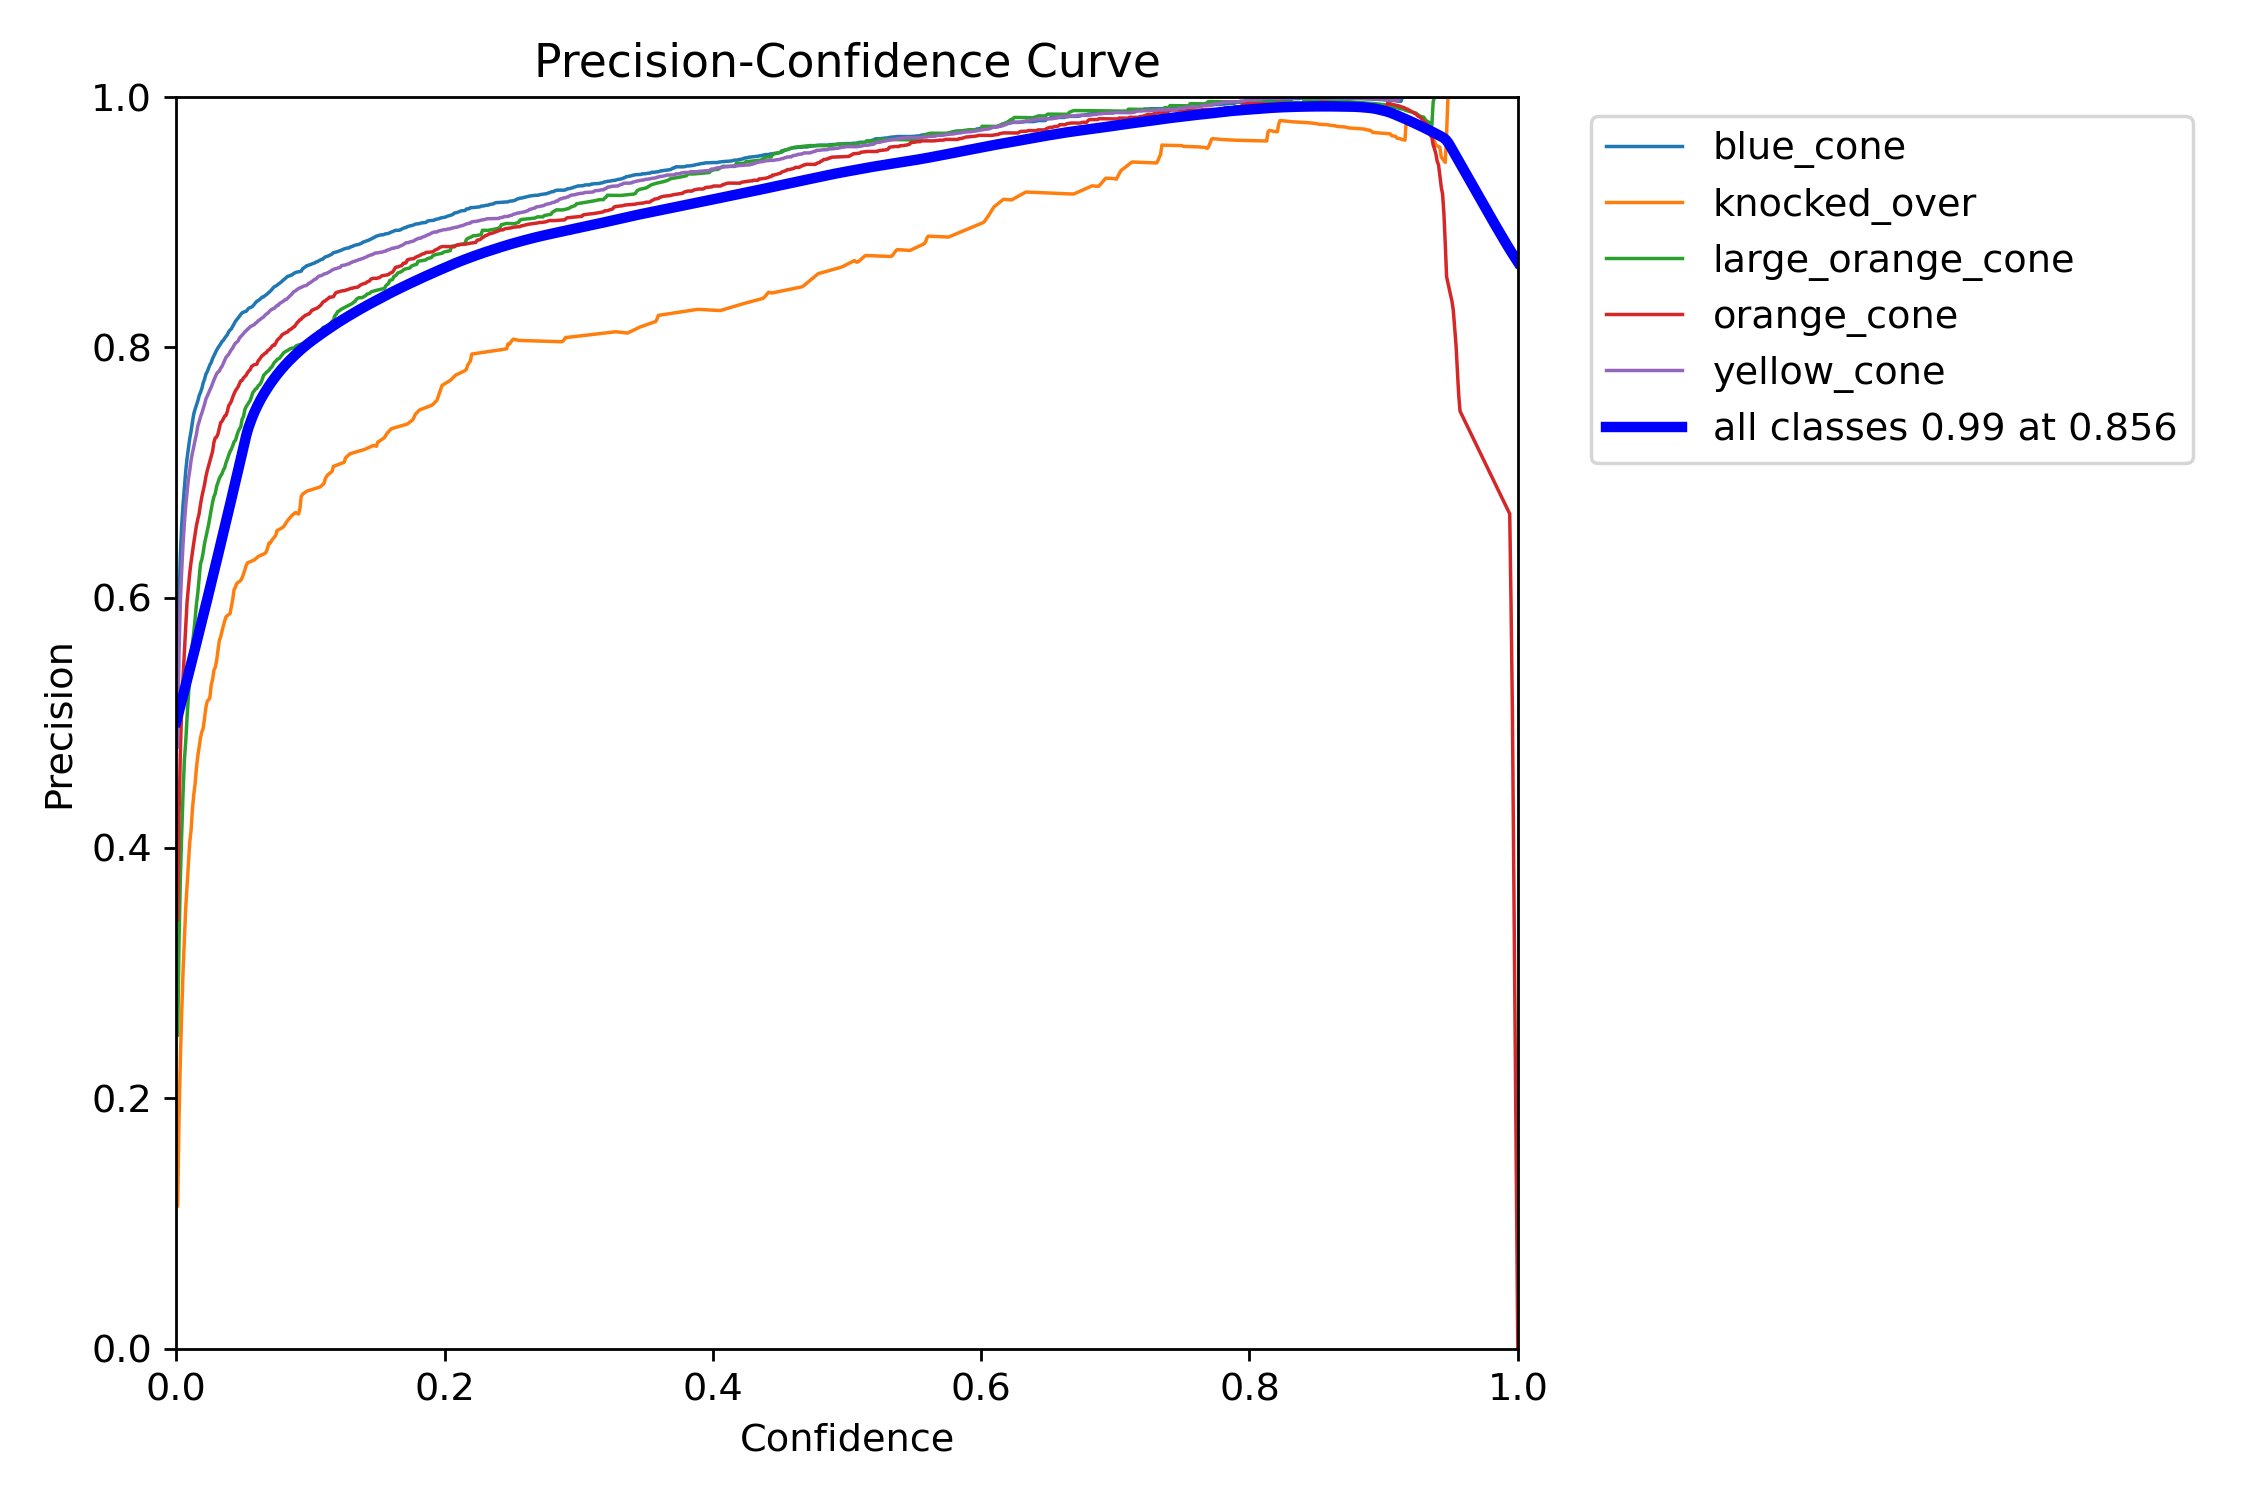 Precision-Confidence Curve
1.0
0.8
0.6
0.4
0.2
0.0
Precision
0.0 0.2 0.4 0.6 0.8 1.0
Confidence
blue_cone
knocked_over
large_orange_cone
orange_cone
yellow_cone
all classes 0.99 at 0.856